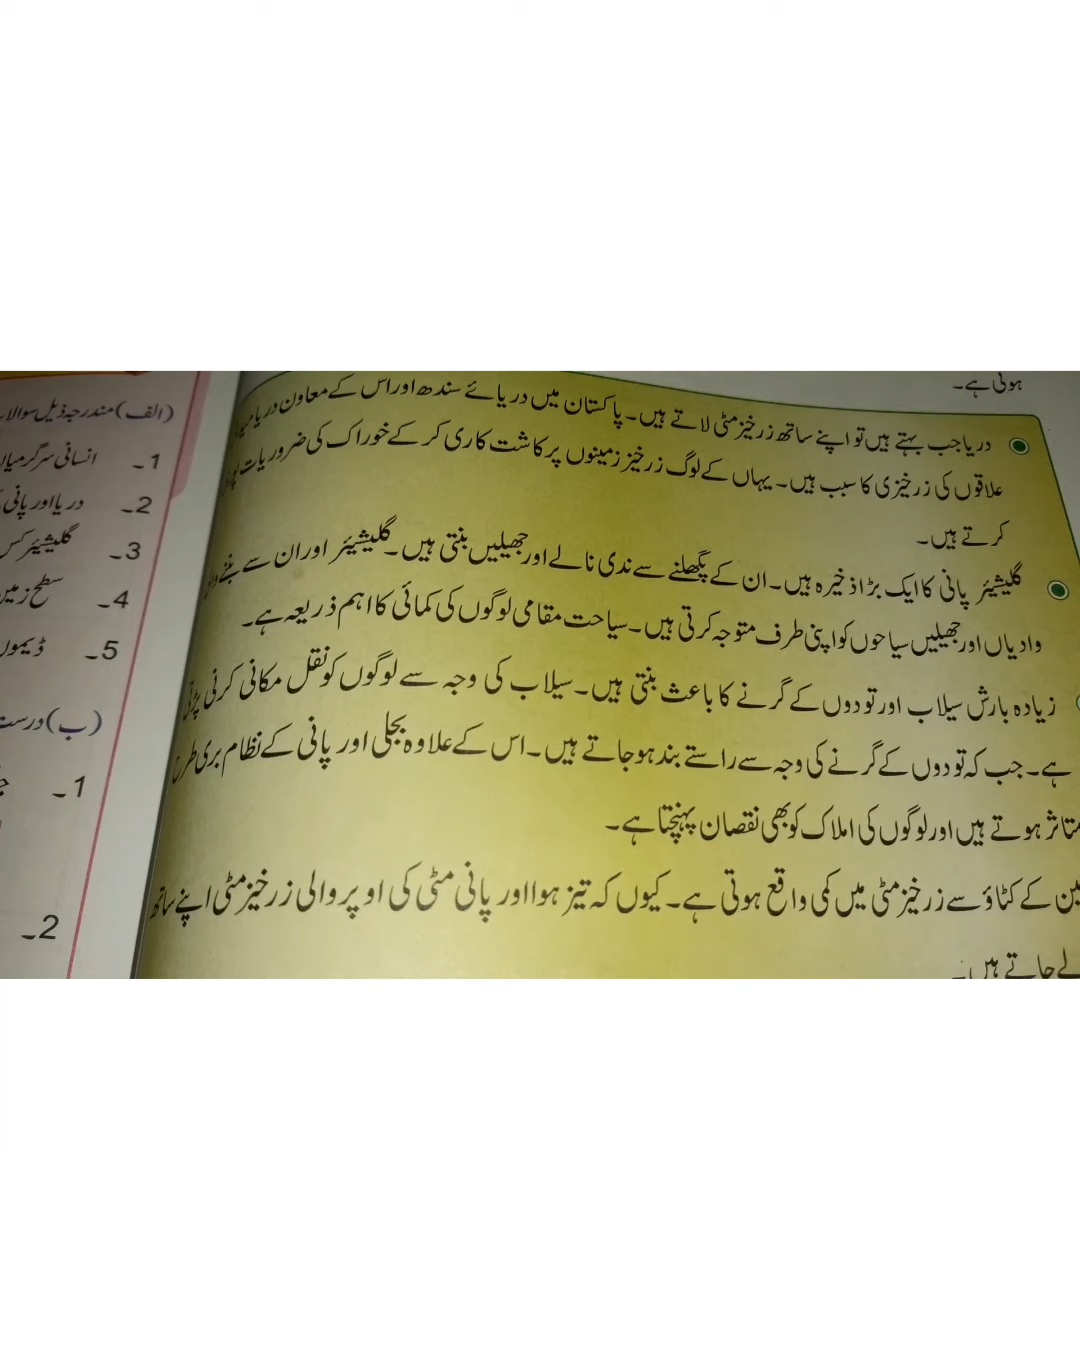 ہوتی ہے۔
دریا جب بہتے ہیں تو اپنے ساتھ زرخیز مٹی لاتے ہیں۔ پاکستان میں دریائے سندھ اور اس کے معاون دریا
علاقوں کی زرخیزی کا سبب ہیں۔ یہاں کے لوگ زرخیز زمینوں پر کاشت کاری کر کے خوراک کی ضروریات
کرتے ہیں۔
گلیشیئر پانی کا ایک بڑا ذخیرہ ہیں۔ ان کے پگھلنے سے ندی نالے اور جھیلیں بنتی ہیں۔ گلیشیئر اور ان سے بننے
وادیاں اور جھیلیں سیاحوں کو اپنی طرف متوجہ کرتی ہیں۔ سیاحت مقامی لوگوں کی کمائی کا اہم ذریعہ ہے۔
زیادہ بارش سیلاب اور تودوں کے گرنے کا باعث بنتی ہیں۔ سیلاب کی وجہ سے لوگوں کو نقل مکانی کرنی
ہے۔ جب کہ تودوں کے گرنے کی وجہ سے راستے بند ہو جاتے ہیں۔ اس کے علاوہ بجلی اور پانی کے نظام بری طرح
متاثر ہوتے ہیں اور لوگوں کی املاک کو بھی نقصان پہنچتا ہے۔
کے کٹاؤ سے زرخیز مٹی میں کمی واقع ہوتی ہے۔ کیوں کہ تیز ہوا اور پانی مٹی کی اوپر والی زرخیز مٹی اپنے ساتھ
لے جاتے ہیں۔
(الف) مندرجہ ذیل
1۔ انسانی
2۔ دریا اور پانی
3۔ گلیشیئر کس
4۔ سطح زمین
5۔
(ب) درست
1۔
2۔